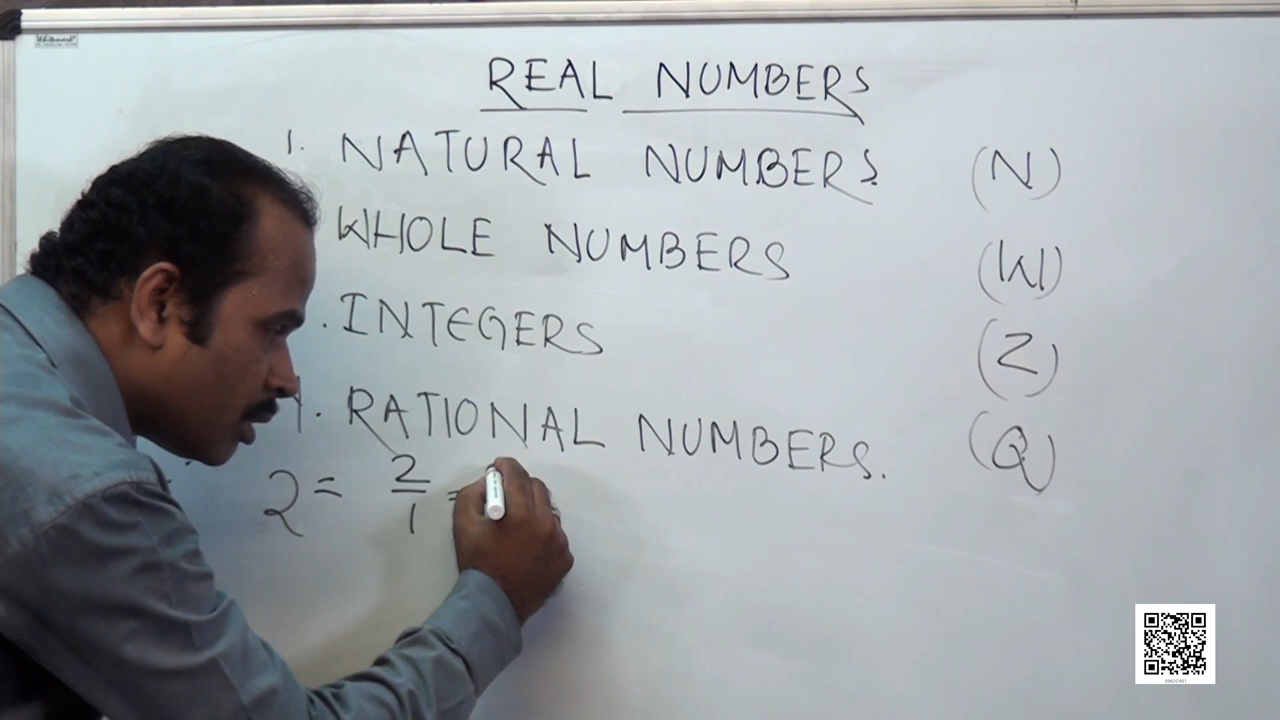 REAL NUMBERS
1. NATURAL NUMBERS (N)
WHOLE NUMBERS (W)
. INTEGERS (Z)
4. RATIONAL NUMBERS. (Q)
2 = 2/1 =